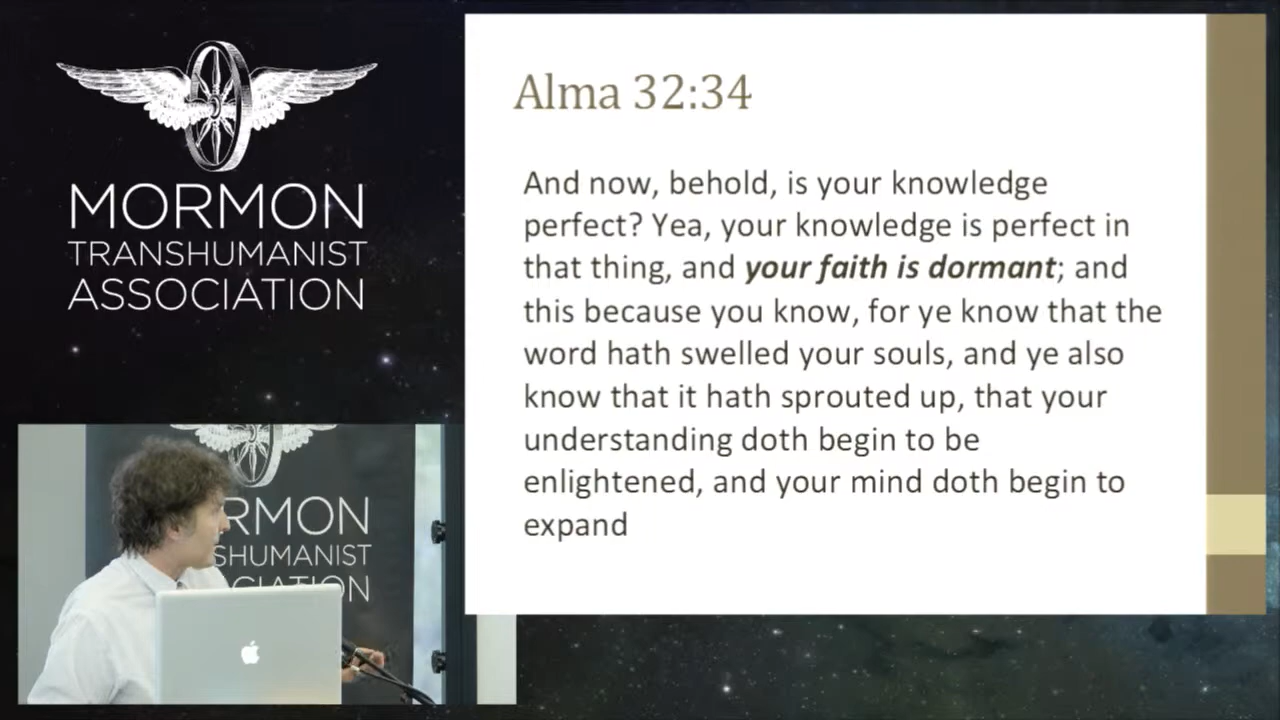 MORMON
TRANSHUMANIST
ASSOCIATION
Alma 32:34
And now, behold, is your knowledge
perfect? Yea, your knowledge is perfect in
that thing, and your faith is dormant; and
this because you know, for ye know that the
word hath swelled your souls, and ye also
know that it hath sprouted up, that your
understanding doth begin to be
enlightened, and your mind doth begin to
expand
RMON
SHUMANIST
CIATION